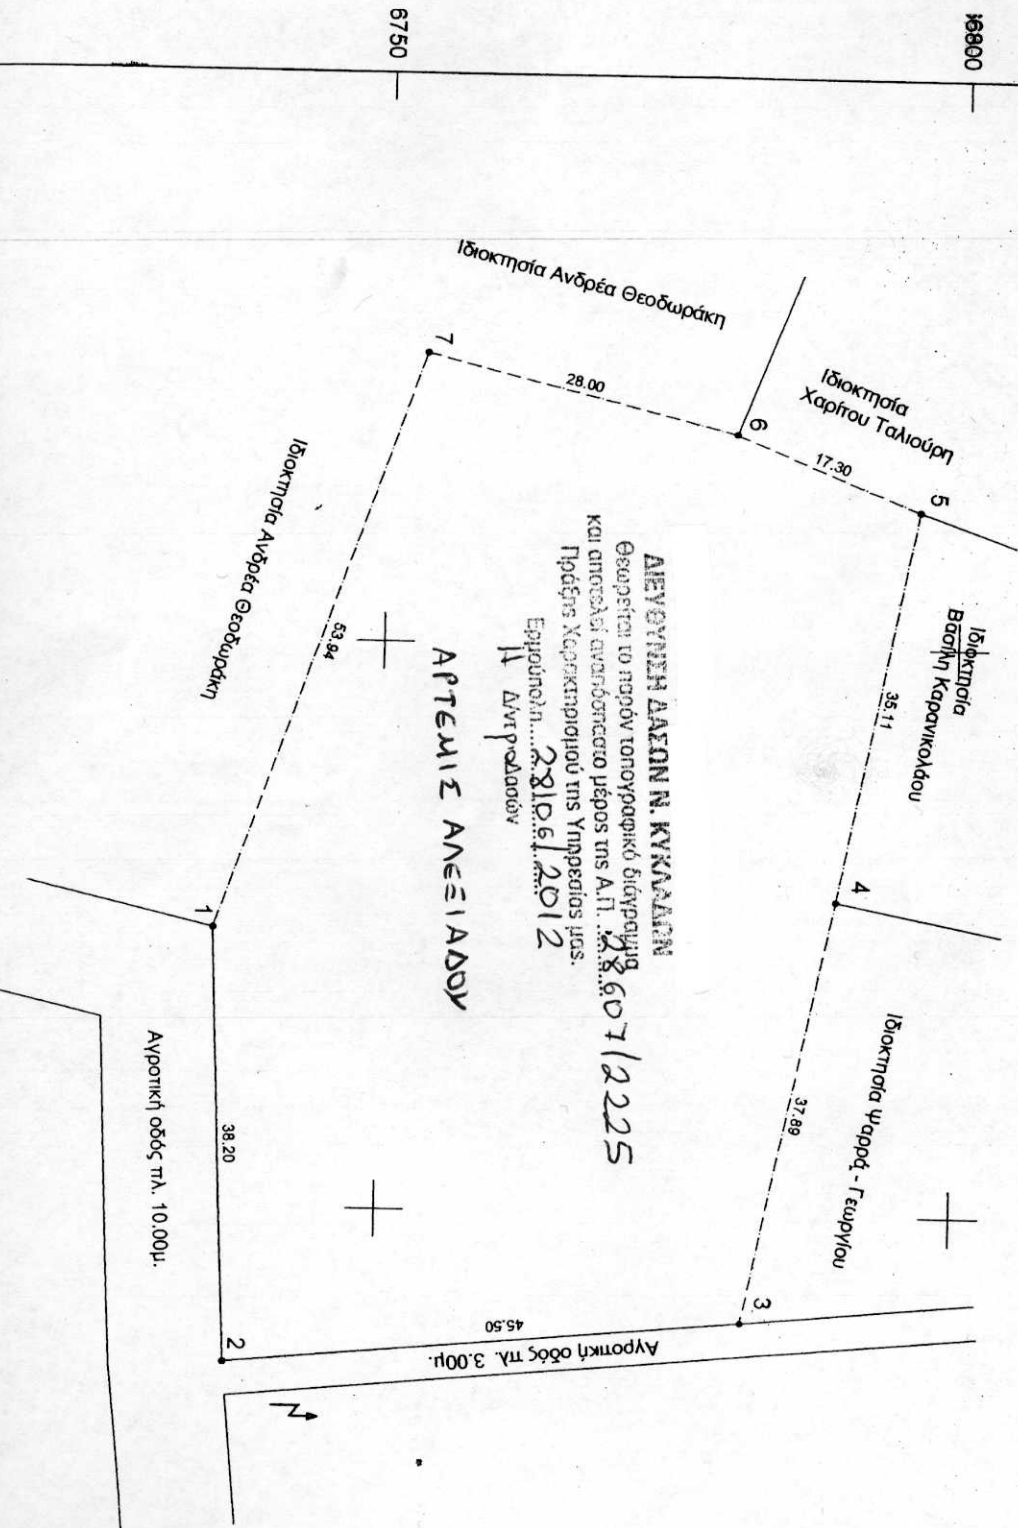 6750
16800
Ιδιοκτησία Ανδρέα Θεοδωράκη
Ιδιοκτησία
Χαρίτου Ταλιούρη
7
28.00
6
17.30
5
Ιδιοκτησία
Βασίλη Καρανικολάου
35.11
4
Ιδιοκτησία Ψαρρά - Γεωργίου
37.89
3
Ιδιοκτησία Ανδρέα Θεοδωράκη
53.94
ΔΙΕΥΘΥΝΣΗ ΔΑΣΩΝ Ν. ΚΥΚΛΑΔΩΝ
Θεωρείται το παρόν τοπογραφικό διάγραμμα
και αποτελεί αναπόσπαστο μέρος της Α.Π. 28607/2225
Πράξης Χαρακτηρισμού της Υπηρεσίας μας.
Ερμούπολη....28/06/2012
Η Δ/ντρια Δασών
ΑΡΤΕΜΙΣ ΑΛΕΞΙΑΔΟΥ
1
38.20
2
45.50
Αγροτική οδός πλ. 3.00μ.
Αγροτική οδός πλ. 10.00μ.